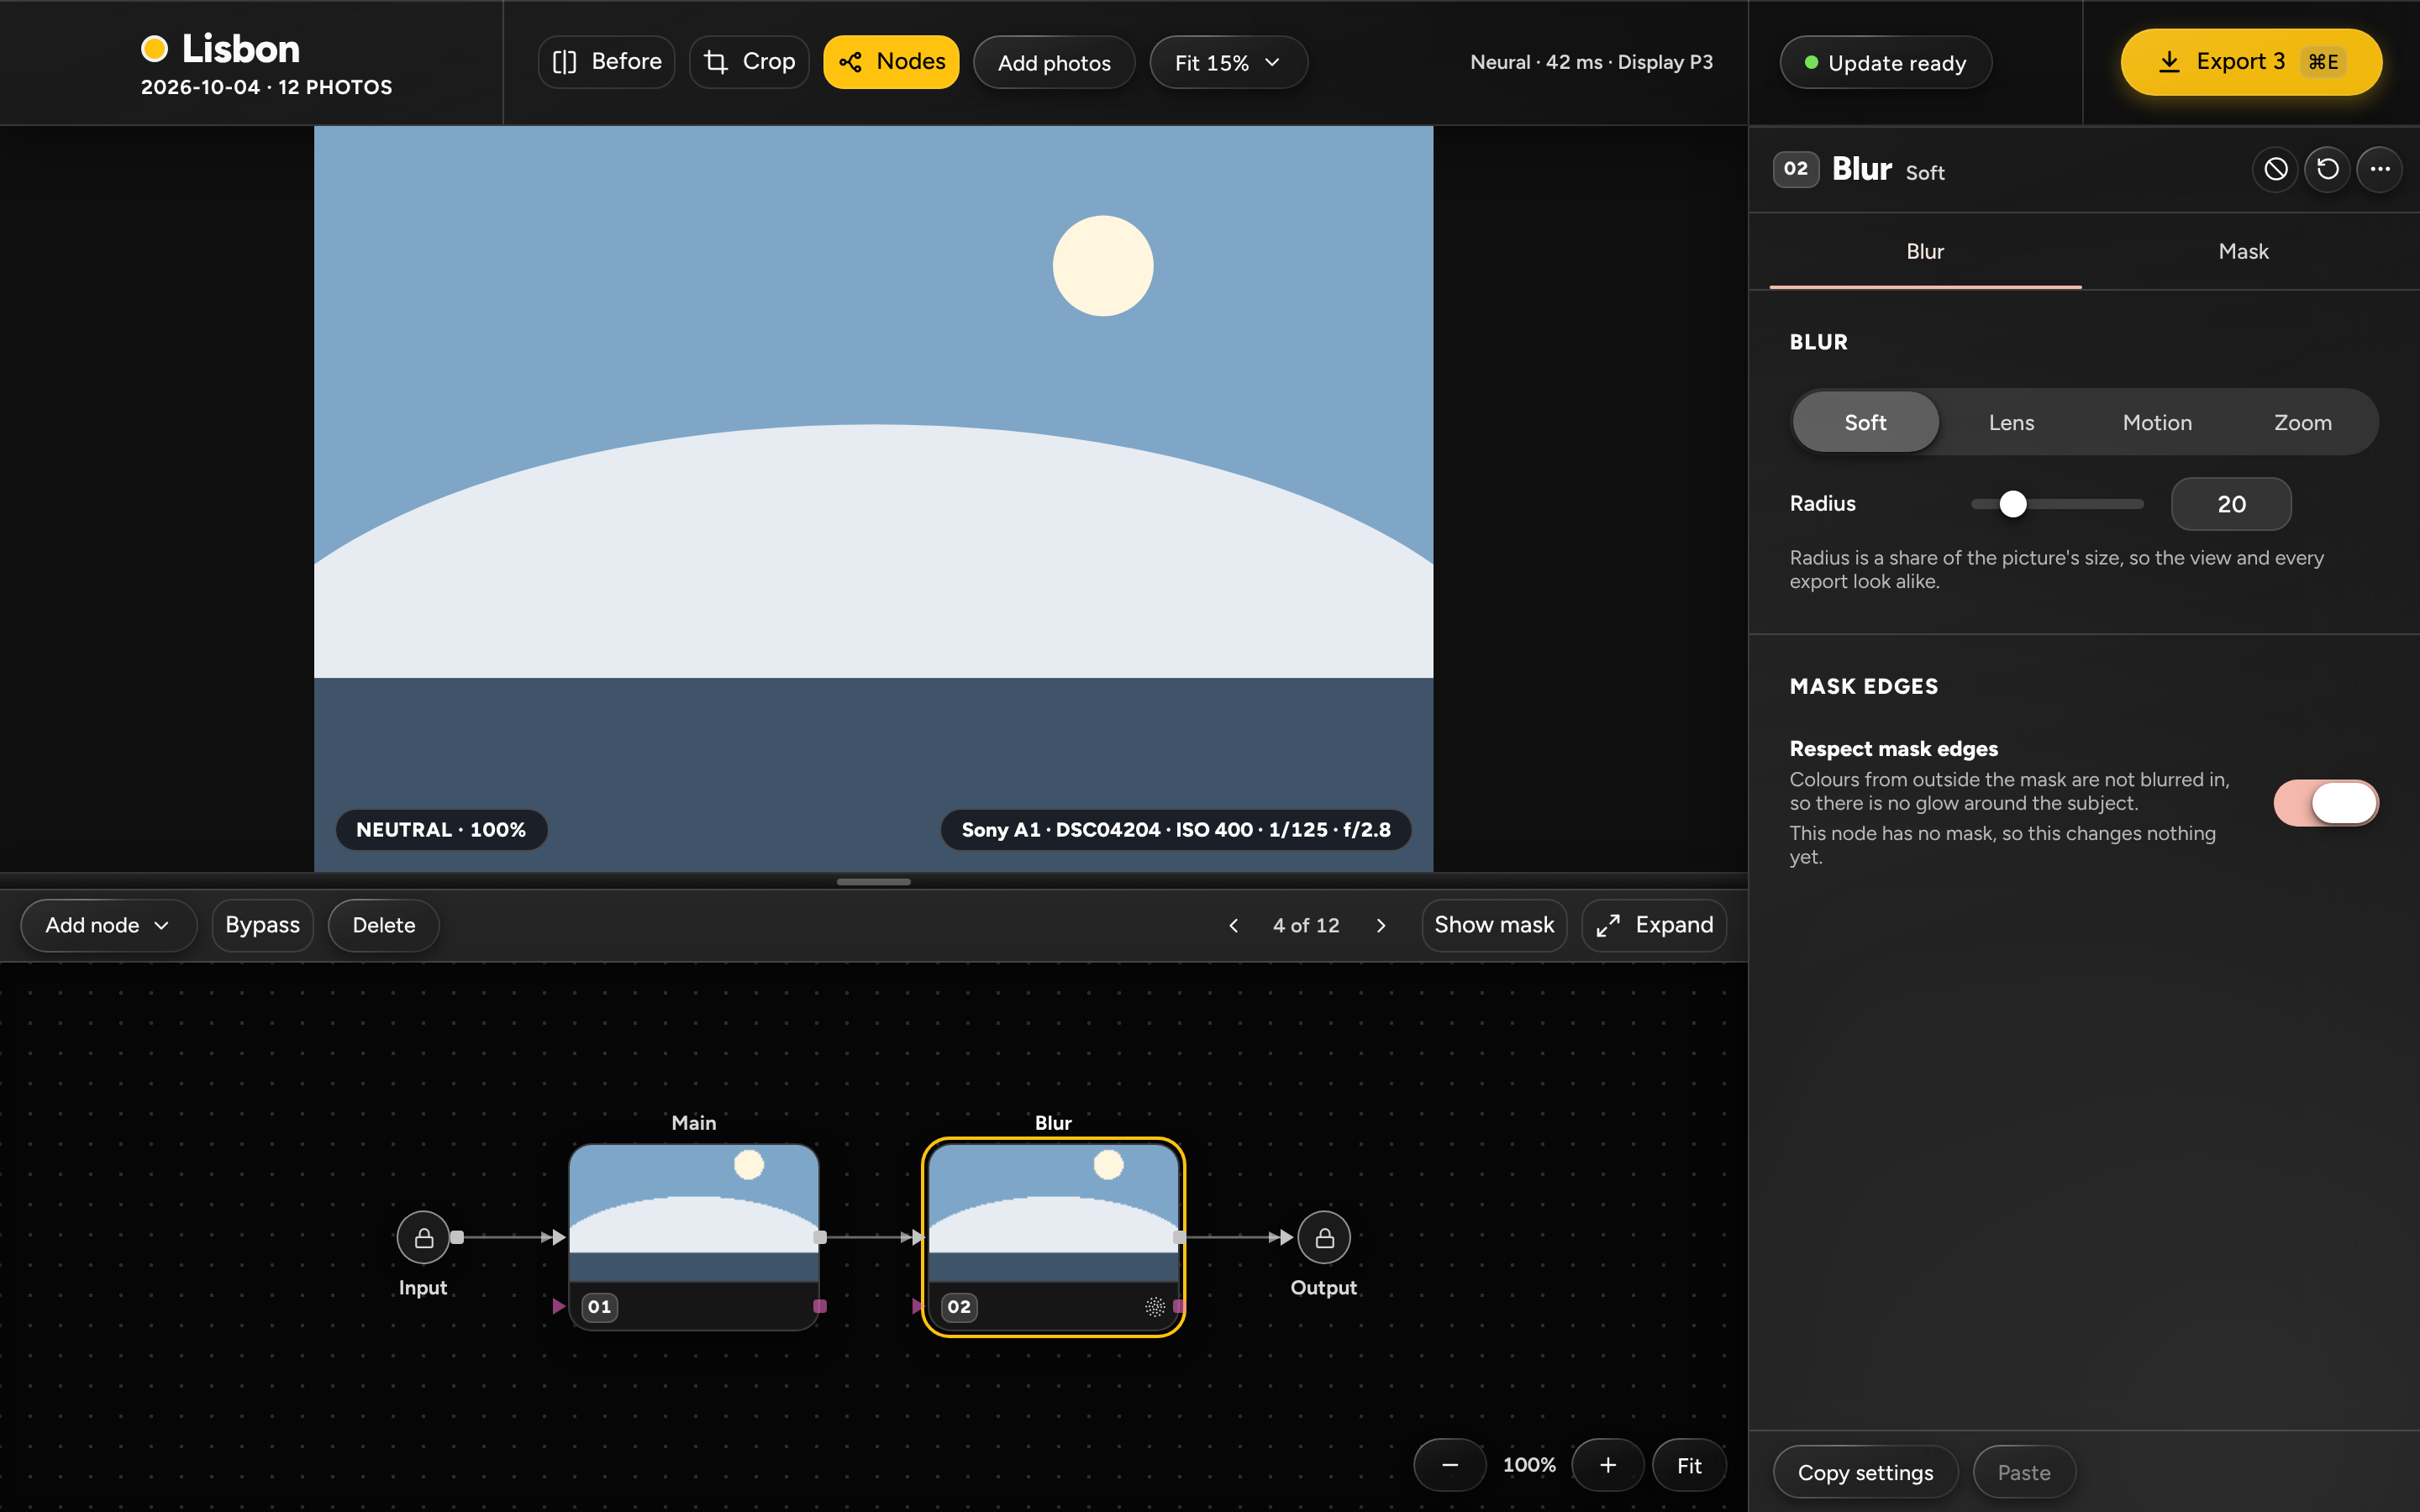 Lisbon
2026-10-04 · 12 PHOTOS
Before
Crop
Nodes
Add photos
Fit 15%
Neural · 42 ms · Display P3
Update ready
Export 3 ⌘E
02 Blur Soft
Blur
Mask
BLUR
Soft
Lens
Motion
Zoom
Radius
20
Radius is a share of the picture's size, so the view and every
export look alike.
MASK EDGES
Respect mask edges
Colours from outside the mask are not blurred in,
so there is no glow around the subject.
This node has no mask, so this changes nothing
yet.
NEUTRAL · 100%
Sony A1 · DSC04204 · ISO 400 · 1/125 · f/2.8
Add node
Bypass
Delete
4 of 12
Show mask
Expand
Main
Blur
Input
Output
01
02
100%
Fit
Copy settings
Paste